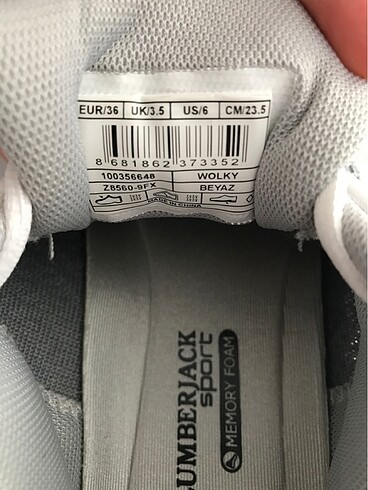 EUR/36 UK/3.5 US/6 CM/23.5
8 681862 373352
100356648 WOLKY
Z8560-9FX BEYAZ
MADE IN CHINA
LUMBERJACK
sport
MEMORY FOAM